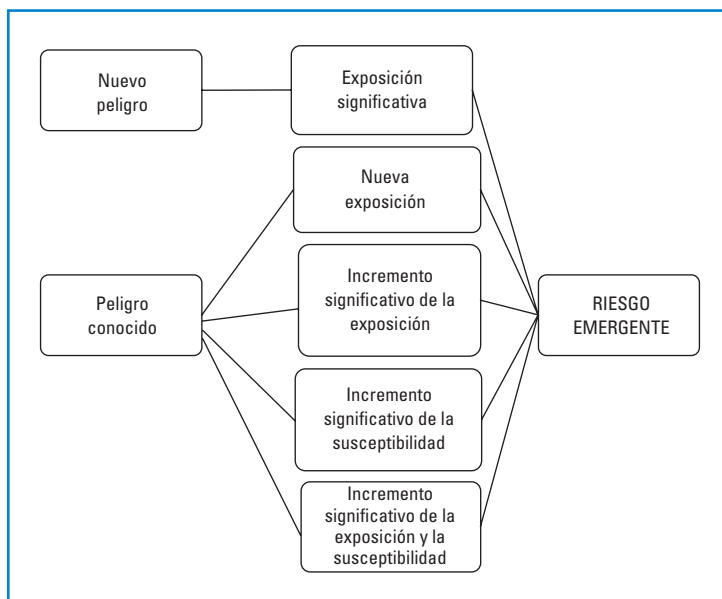 Nuevo
peligro
Exposición
significativa
Nueva
exposición
Peligro
conocido
Incremento
significativo de la
exposición
RIESGO
EMERGENTE
Incremento
significativo de la
susceptibilidad
Incremento
significativo de la
exposición y la
susceptibilidad